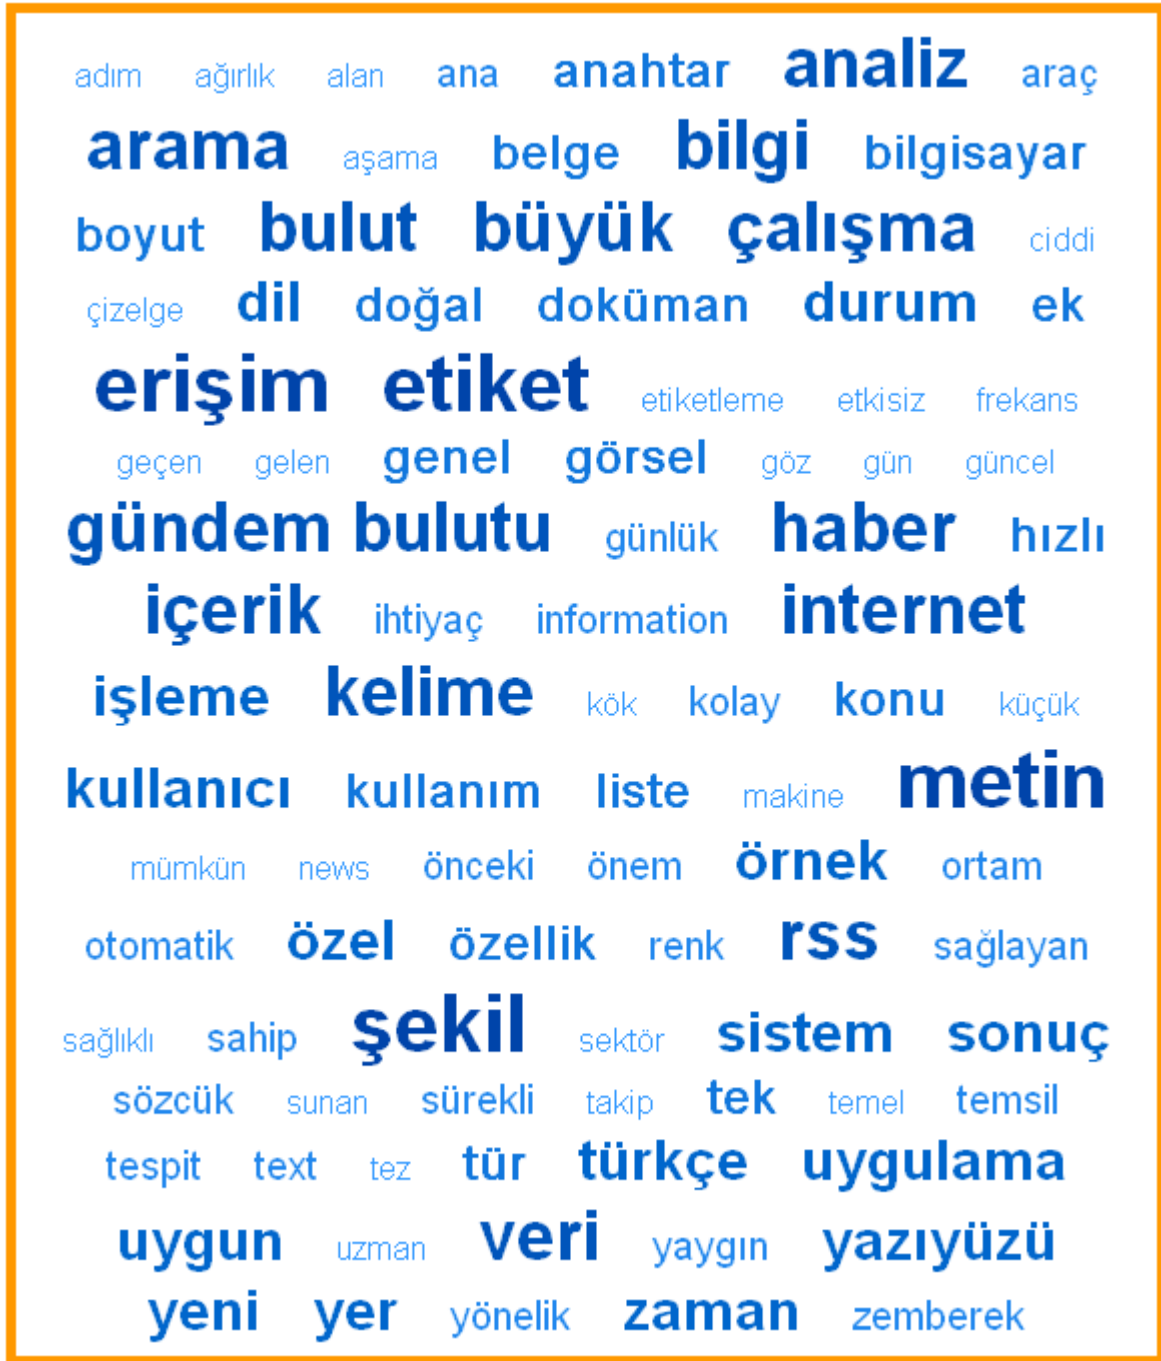 adım ağırlık alan ana anahtar analiz araç
arama aşama belge bilgi bilgisayar
boyut bulut büyük çalışma ciddi
çizelge dil doğal doküman durum ek
erişim etiket etiketleme etkisiz frekans
geçen gelen genel görsel göz gün güncel
gündem bulutu günlük haber hızlı
içerik ihtiyaç information internet
işleme kelime kök kolay konu küçük
kullanıcı kullanım liste makine metin
mümkün news önceki önem örnek ortam
otomatik özel özellik renk rss sağlayan
sağlıklı sahip şekil sektör sistem sonuç
sözcük sunan sürekli takip tek temel temsil
tespit text tez tür türkçe uygulama
uygun uzman veri yaygın yazıyüzü
yeni yer yönelik zaman zemberek